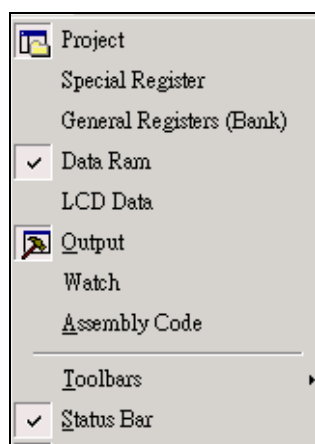 Project
Special Register
General Registers (Bank)
Data Ram
LCD Data
Output
Watch
Assembly Code
Toolbars
Status Bar